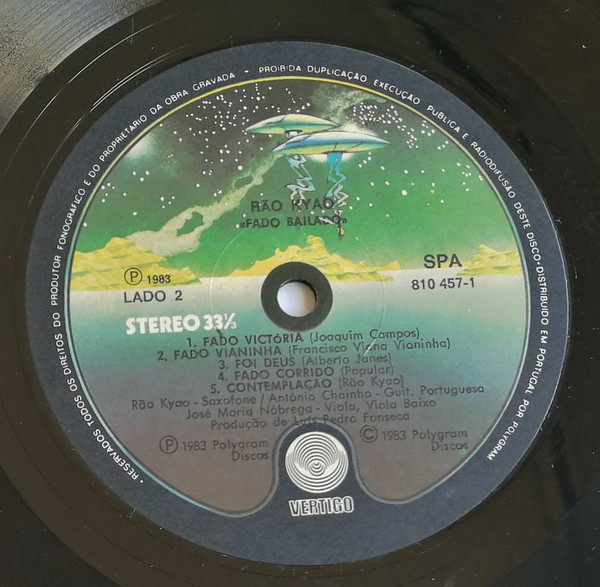 • RESERVADOS TODOS OS DIREITOS DO PRODUTOR FONOGRAFICO E DO PROPRIETARIO DA OBRA GRAVADA - PROIBIDA DUPLICAÇÃO EXECUÇÃO PUBLICA E RADIODIFUSÃO DESTE DISCO • DISTRIBUIDO EM PORTUGAL POR POLYGRAM
RÃO KYAO
«FADO BAILADO»
Ⓟ 1983
LADO 2
SPA
810 457-1
STEREO 33⅓
1. FADO VICTÓRIA (Joaquim Campos)
2. FADO VIANINHA (Francisco Viana Vianinha)
3. FOI DEUS (Alberto Janes)
4. FADO CORRIDO (Popular)
5. CONTEMPLAÇÃO (Rão Kyao)
Rão Kyao - Saxofone / António Chainho - Guit. Portuguesa
José Maria Nóbrega - Viola, Viola Baixo
Produção de Luís Pedro Fonseca
Ⓟ 1983 Polygram
Discos
© 1983 Polygram
Discos
VERTIGO